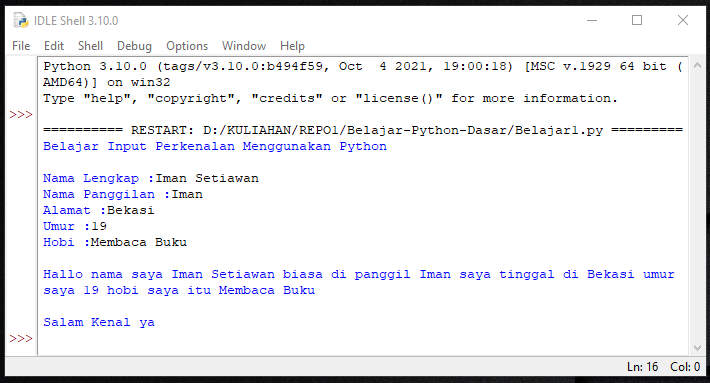 IDLE Shell 3.10.0
File Edit Shell Debug Options Window Help
Python 3.10.0 (tags/v3.10.0:b494f59, Oct  4 2021, 19:00:18) [MSC v.1929 64 bit (
AMD64)] on win32
Type "help", "copyright", "credits" or "license()" for more information.
>>>
========== RESTART: D:/KULIAHAN/REPO1/Belajar-Python-Dasar/Belajar1.py =========
Belajar Input Perkenalan Menggunakan Python
Nama Lengkap :Iman Setiawan
Nama Panggilan :Iman
Alamat :Bekasi
Umur :19
Hobi :Membaca Buku
Hallo nama saya Iman Setiawan biasa di panggil Iman saya tinggal di Bekasi umur
saya 19 hobi saya itu Membaca Buku
Salam Kenal ya
>>>
Ln: 16 Col: 0